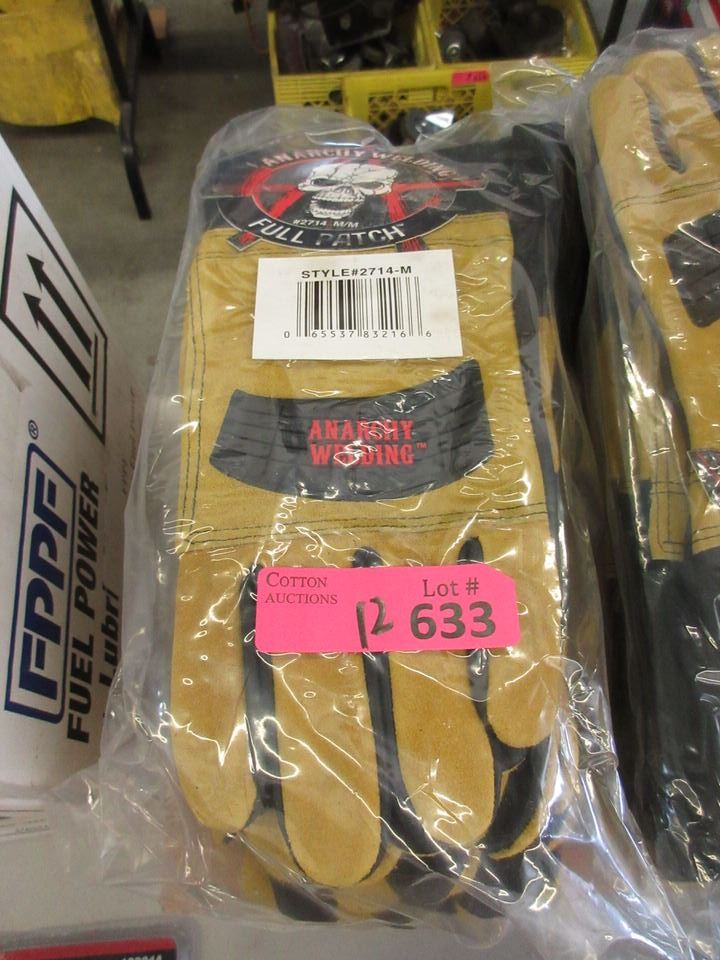 ANARCHY WELDING
#2714 M/M
FULL PATCH
STYLE#2714-M
0 65537 83216 6
ANARCHY
WELDING™
COTTON
AUCTIONS
Lot #
12 633
FPPF®
FUEL POWER
Lubri